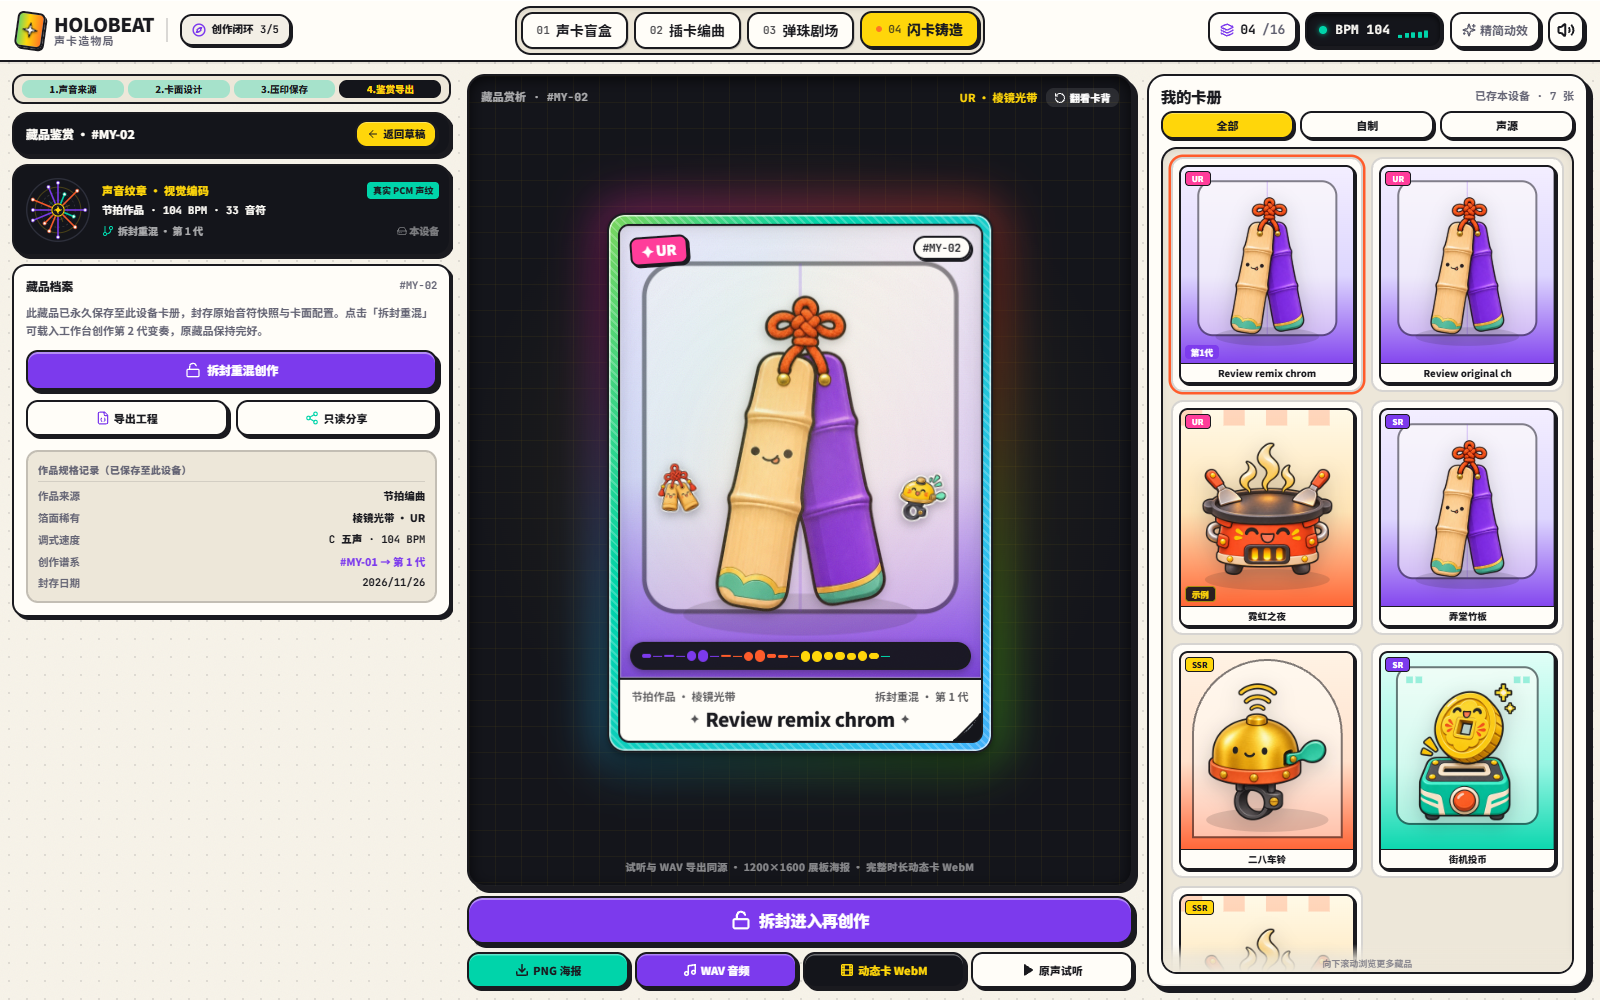 HOLOBEAT
声卡造物局
创作闭环 3/5
01 声卡盲盒
02 插卡编曲
03 弹珠剧场
04 闪卡铸造
04 /16
BPM 104
精简动效
1.声音来源
2.卡面设计
3.压印保存
4.鉴赏导出
藏品鉴赏 • #MY-02
返回草稿
声音纹章 • 视觉编码
真实 PCM 声纹
节拍作品 · 104 BPM · 33 音符
拆封重混 • 第 1 代
本设备
藏品档案
#MY-02
此藏品已永久保存至此设备卡册，封存原始音符快照与卡面配置。点击「拆封重混」
可载入工作台创作第 2 代变奏，原藏品保持完好。
拆封重混创作
导出工程
只读分享
作品规格记录（已保存至此设备）
作品来源
节拍编曲
箔面稀有
棱镜光带 • UR
调式速度
C 五声 · 104 BPM
创作谱系
#MY-01 → 第 1 代
封存日期
2026/11/26
藏品赏析 · #MY-02
UR • 棱镜光带
翻看卡背
UR
#MY-02
节拍作品 • 棱镜光带
拆封重混 • 第 1 代
Review remix chrom
试听与 WAV 导出同源 • 1200×1600 展板海报 • 完整时长动态卡 WebM
拆封进入再创作
PNG 海报
WAV 音频
动态卡 WebM
原声试听
我的卡册
已存本设备 · 7 张
全部
自制
声源
UR
第1代
Review remix chrom
UR
Review original ch
UR
示例
霓虹之夜
SR
弄堂竹板
SSR
二八车铃
SR
街机投币
SSR
向下滚动浏览更多藏品